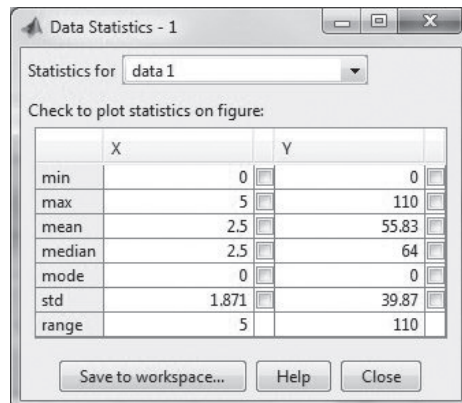 Data Statistics - 1
Statistics for data 1
Check to plot statistics on figure:
X Y
min 0 0
max 5 110
mean 2.5 55.83
median 2.5 64
mode 0 0
std 1.871 39.87
range 5 110
Save to workspace... Help Close